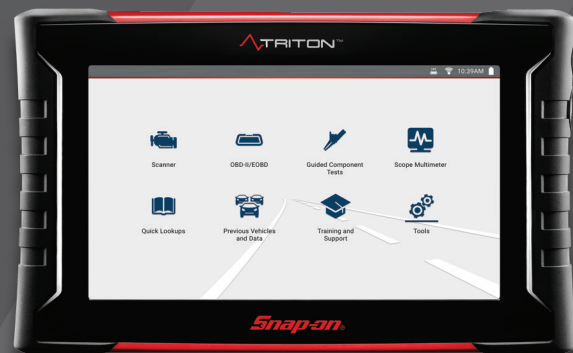 TRITON™
10:39AM
Scanner
OBD-II/EOBD
Guided Component
Tests
Scope Multimeter
Quick Lookups
Previous Vehicles
and Data
Training and
Support
Tools
Snap-on®